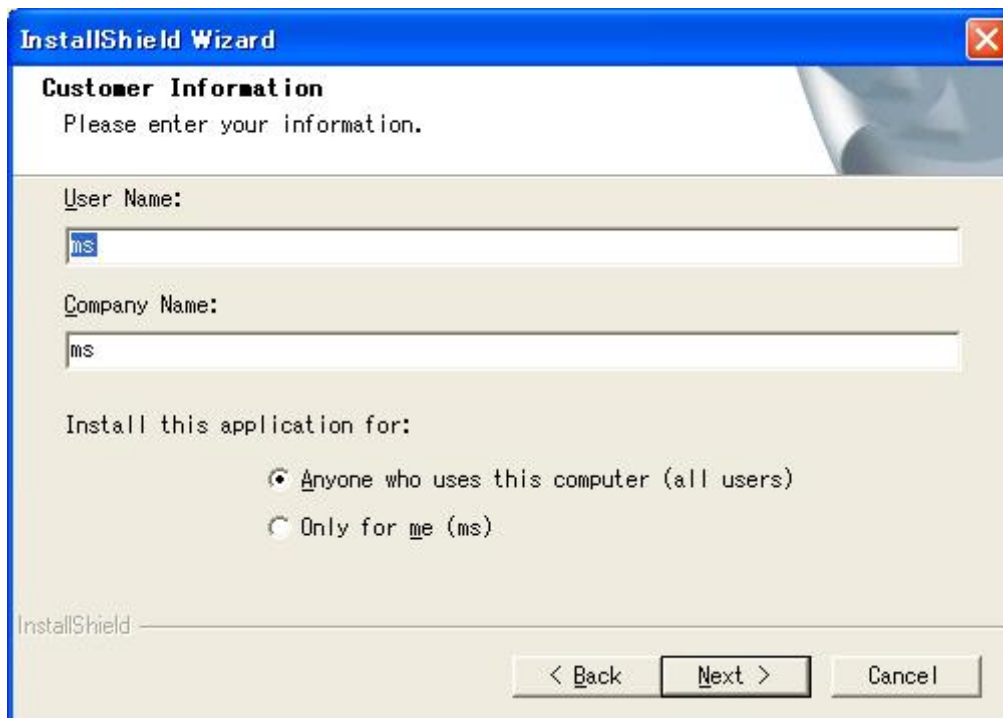 InstallShield Wizard
Customer Information
Please enter your information.
User Name:
ms
Company Name:
ms
Install this application for:
Anyone who uses this computer (all users)
Only for me (ms)
InstallShield
< Back Next > Cancel